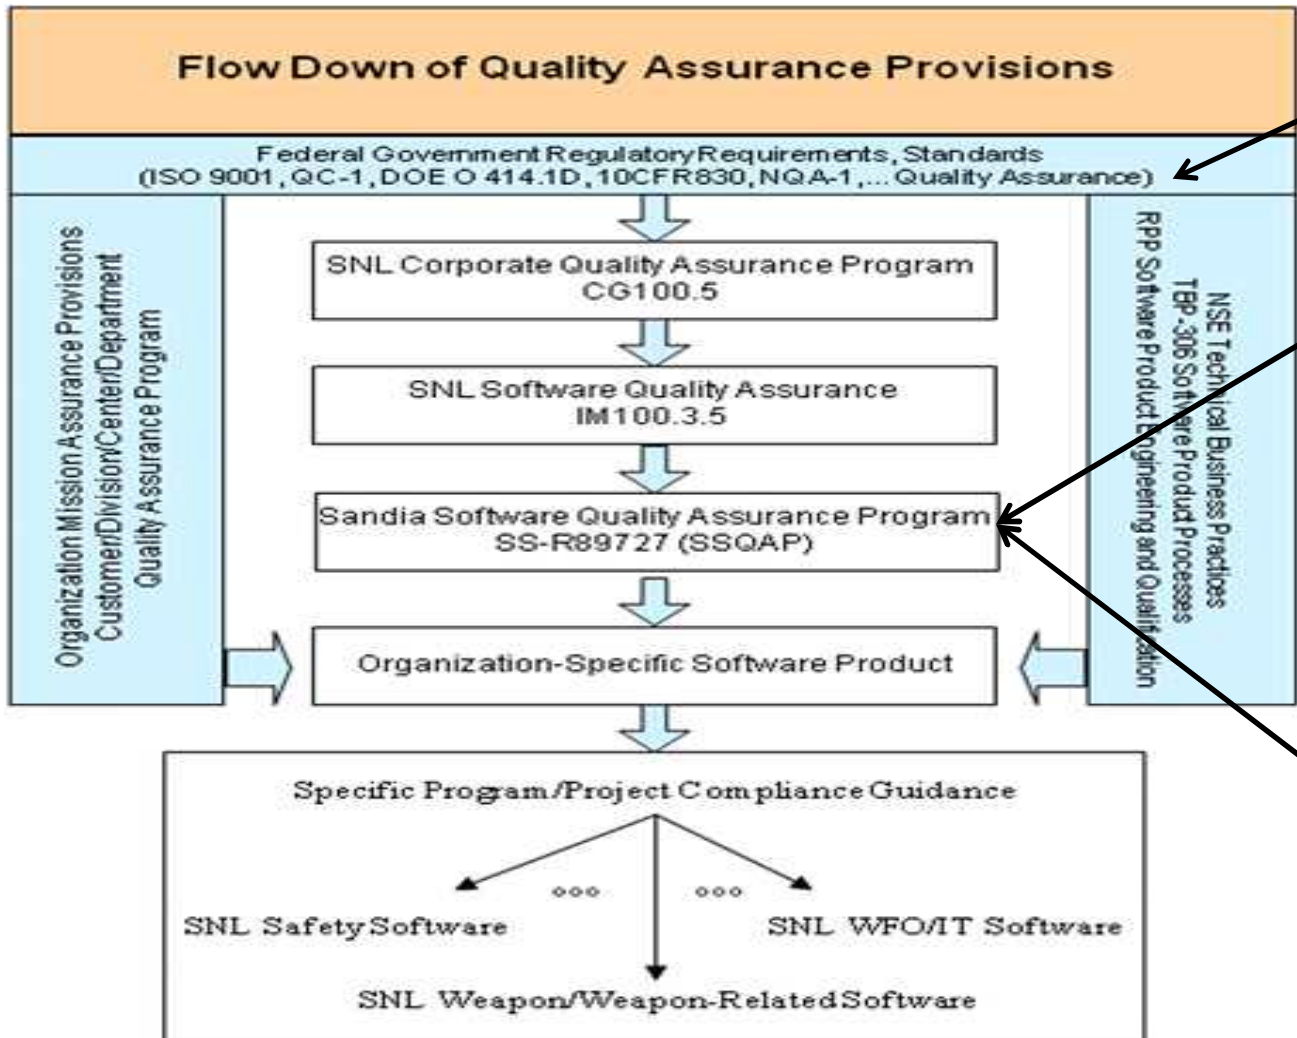 Flow Down of Quality Assurance Provisions
Federal Government Regulatory Requirements, Standards
(ISO 9001, QC-1, DOE O 414.1D, 10CFR830, NQA-1,... Quality Assurance)
Organization Mission Assurance Provisions
Customer/Division/Center/Department
Quality Assurance Program
SNL Corporate Quality Assurance Program
CG100.5
SNL Software Quality Assurance
IM100.3.5
Sandia Software Quality Assurance Program
SS-R89727 (SSQAP)
Organization-Specific Software Product
NSE Technical Business Practices
TBP-306 Software Product Processes
RPP Software Product Engineering and Qualification
Specific Program/Project Compliance Guidance
SNL Safety Software
SNL WFO/IT Software
SNL Weapon/Weapon-Related Software